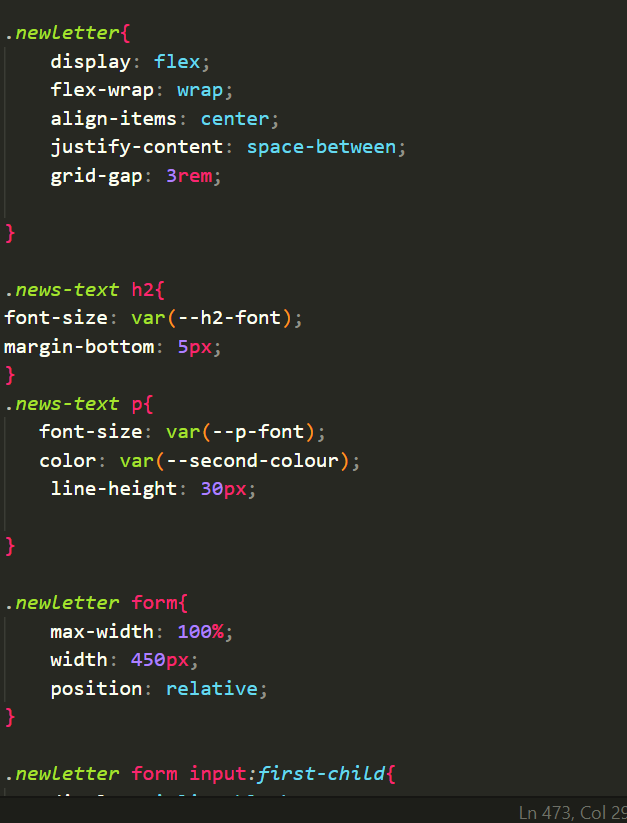 .newletter{
display: flex;
flex-wrap: wrap;
align-items: center;
justify-content: space-between;
grid-gap: 3rem;
}
.news-text h2{
font-size: var(--h2-font);
margin-bottom: 5px;
}
.news-text p{
font-size: var(--p-font);
color: var(--second-colour);
line-height: 30px;
}
.newletter form{
max-width: 100%;
width: 450px;
position: relative;
}
.newletter form input:first-child{
Ln 473, Col 29